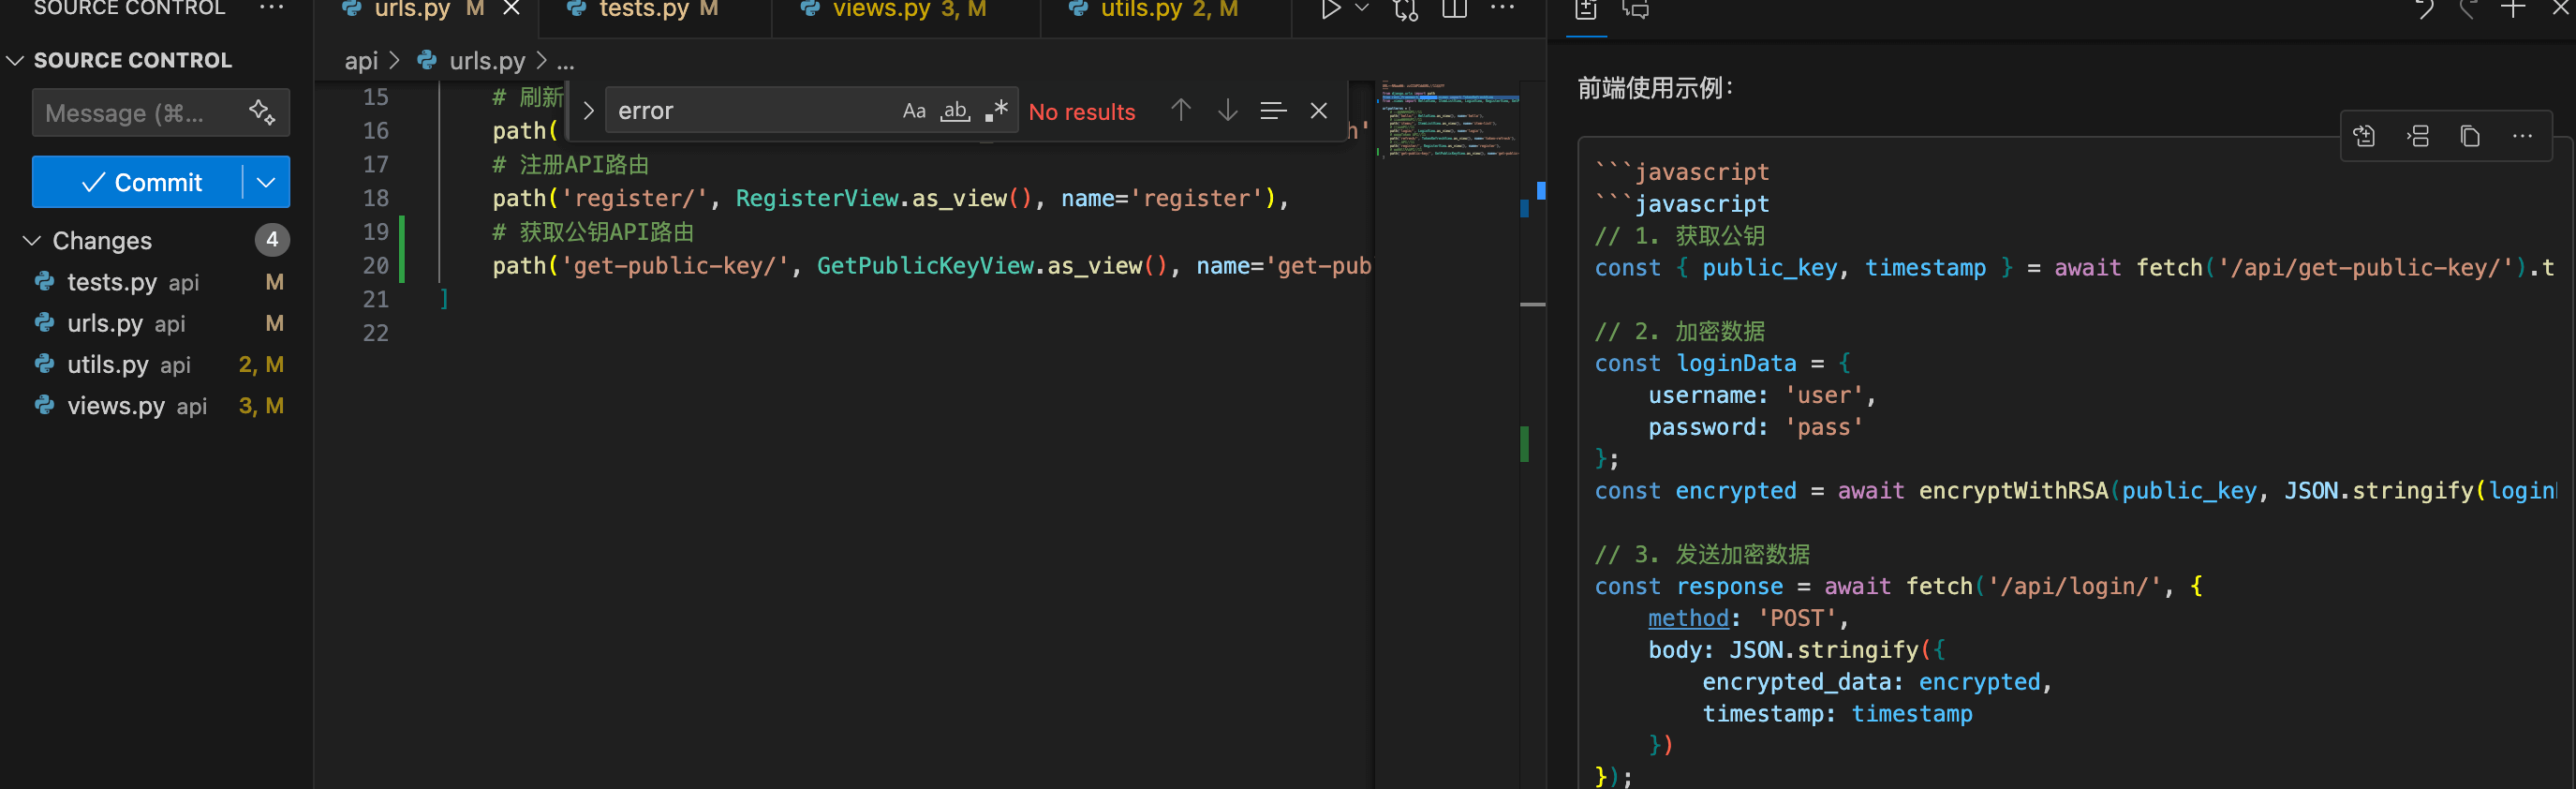 SOURCE CONTROL
SOURCE CONTROL
Message (⌘...
Commit
Changes 4
tests.py api M
urls.py api M
utils.py api 2, M
views.py api 3, M
urls.py M
tests.py M
views.py 3, M
utils.py 2, M
api > urls.py > ...
error
Aa ab .* No results
15 # 刷新
16 path( h'
17 # 注册API路由
18 path('register/', RegisterView.as_view(), name='register'),
19 # 获取公钥API路由
20 path('get-public-key/', GetPublicKeyView.as_view(), name='get-pub
21 ]
22
前端使用示例：
```javascript
```javascript
// 1. 获取公钥
const { public_key, timestamp } = await fetch('/api/get-public-key/').t
// 2. 加密数据
const loginData = {
username: 'user',
password: 'pass'
};
const encrypted = await encryptWithRSA(public_key, JSON.stringify(login
// 3. 发送加密数据
const response = await fetch('/api/login/', {
method: 'POST',
body: JSON.stringify({
encrypted_data: encrypted,
timestamp: timestamp
})
});